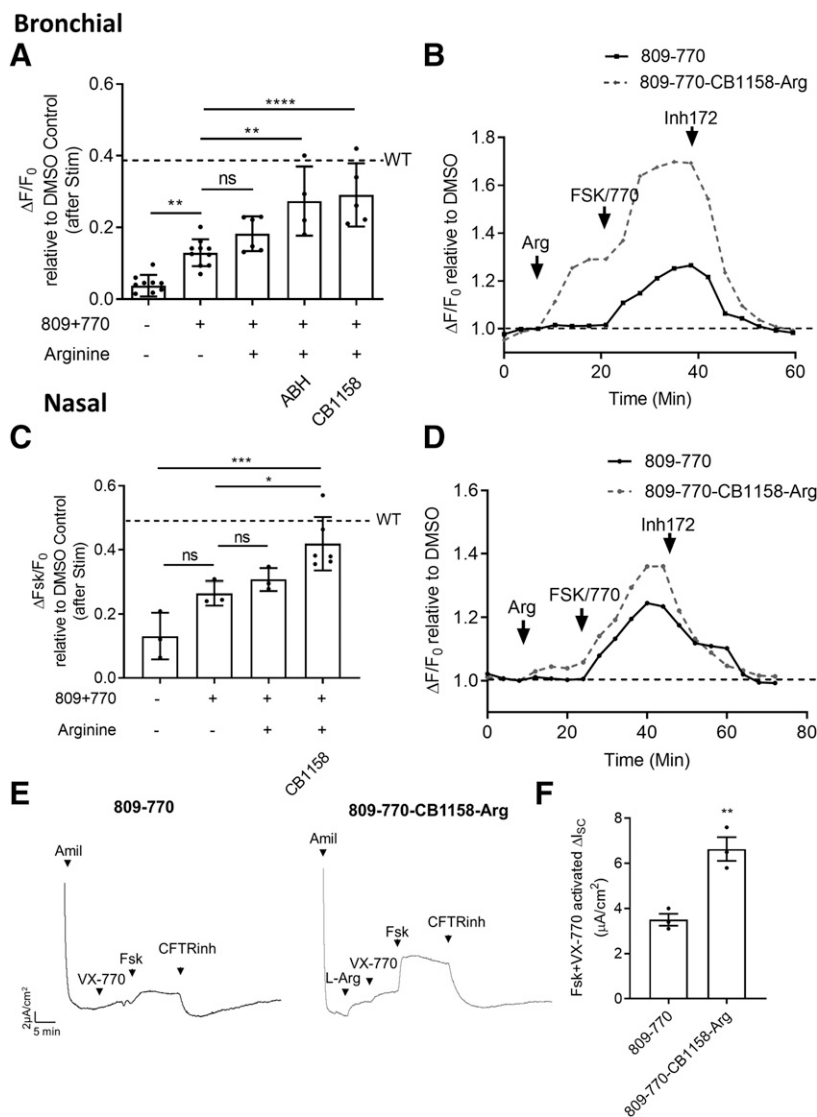 Bronchial
A
ΔF/F0
relative to DMSO Control
(after Stim)
0.6
0.4
0.2
0.0
****
**
**
ns
WT
809+770 - + + + +
Arginine - - + + +
ABH
CB1158
B
809-770
809-770-CB1158-Arg
ΔF/F0 relative to DMSO
1.8
1.6
1.4
1.2
1.0
Inh172
FSK/770
Arg
0 20 40 60
Time (Min)
Nasal
C
ΔFsk/F0
relative to DMSO Control
(after Stim)
0.6
0.4
0.2
0.0
***
*
WT
ns
ns
809+770 - + + +
Arginine - - + +
CB1158
D
809-770
809-770-CB1158-Arg
ΔF/F0 relative to DMSO
1.6
1.4
1.2
1.0
Inh172
FSK/770
Arg
0 20 40 60 80
Time (Min)
E
809-770
Amil
VX-770
Fsk
CFTRinh
2μA/cm2
5 min
809-770-CB1158-Arg
Amil
L-Arg
VX-770
Fsk
CFTRinh
F
Fsk+VX-770 activated ΔISC
(μA/cm2)
8
6
4
2
0
**
809-770
809-770-CB1158-Arg